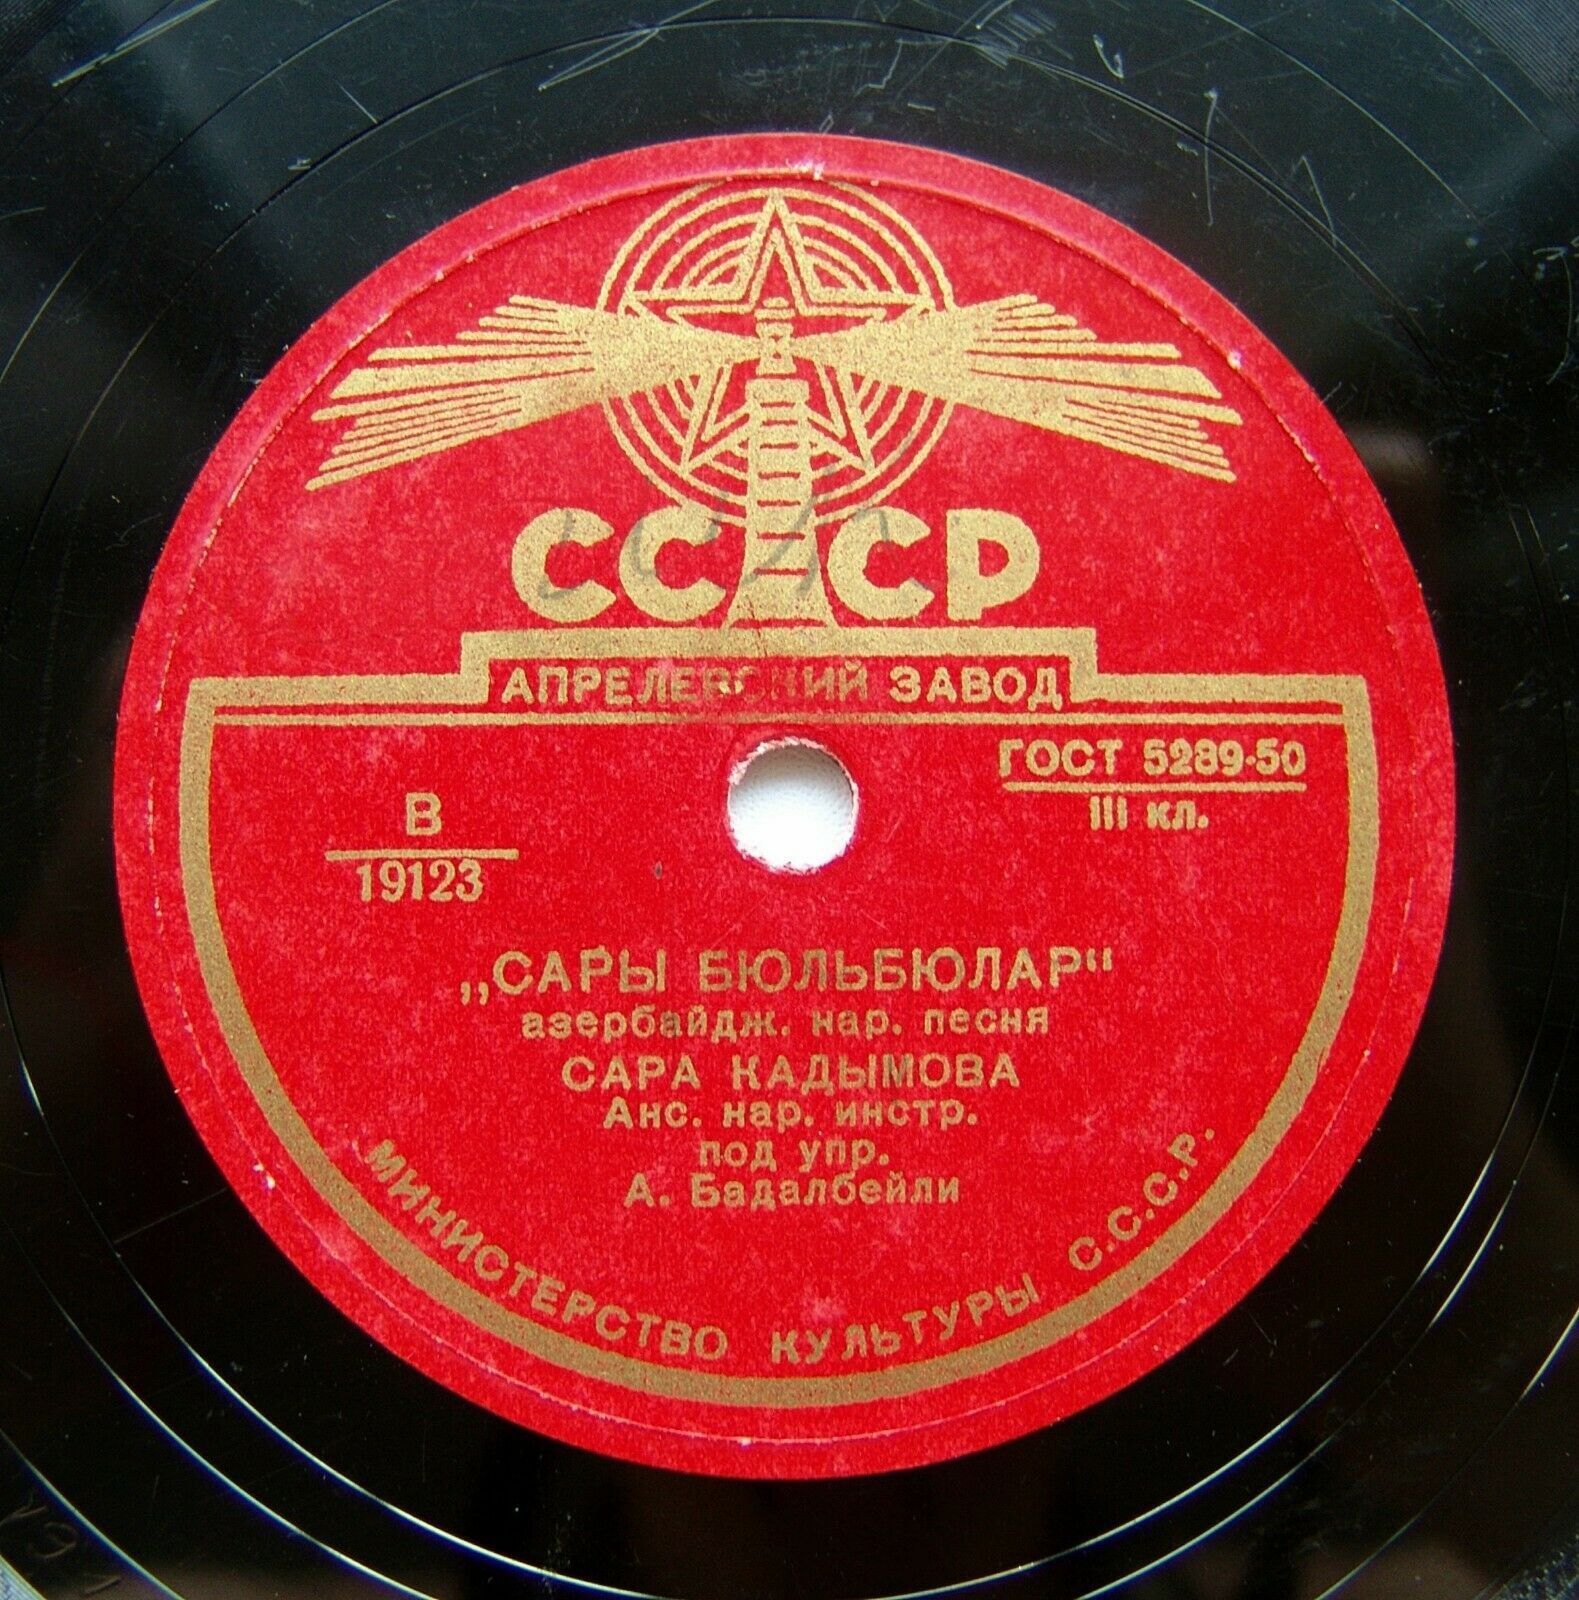 СССР
АПРЕЛЕВСКИЙ ЗАВОД
ГОСТ 5289-50
III кл.
В
19123
„САРЫ БЮЛЬБЮЛАР“
азербайдж. нар. песня
САРА КАДЫМОВА
Анс. нар. инстр.
под упр.
А. Бадалбейли
МИНИСТЕРСТВО КУЛЬТУРЫ С.С.С.Р.